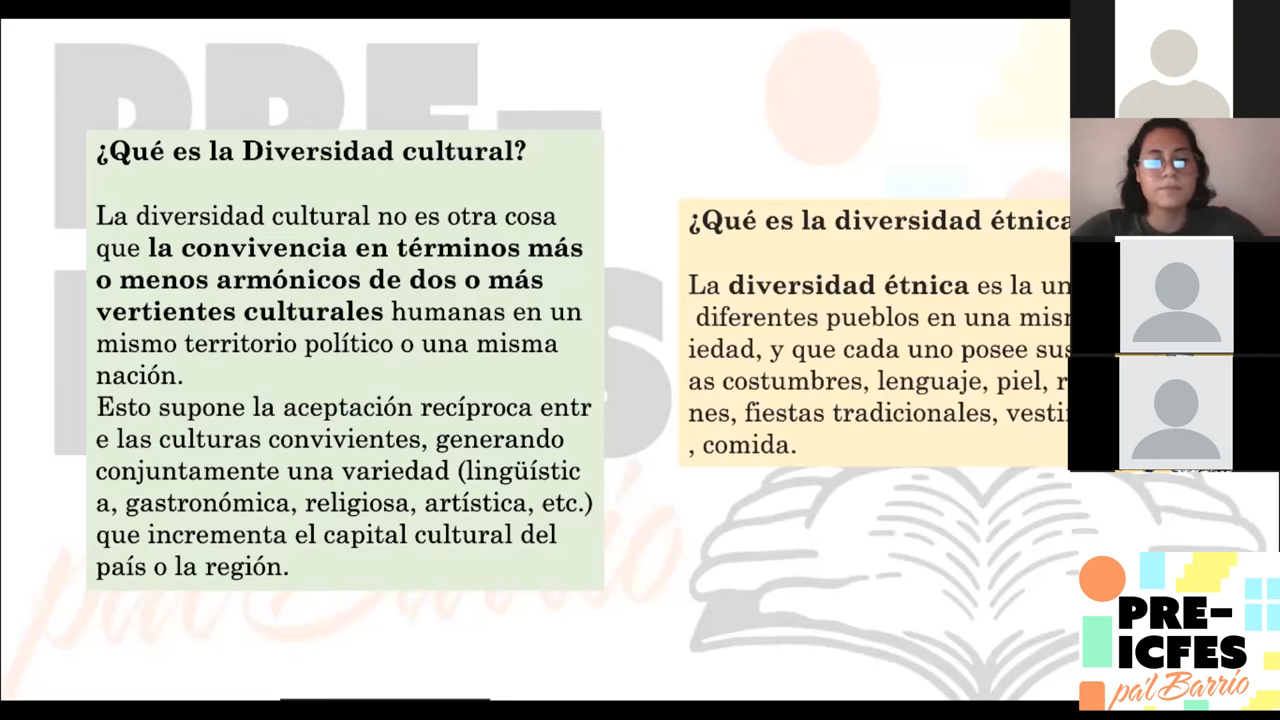 ¿Qué es la Diversidad cultural?
La diversidad cultural no es otra cosa
que la convivencia en términos más
o menos armónicos de dos o más
vertientes culturales humanas en un
mismo territorio político o una misma
nación.
Esto supone la aceptación recíproca entr
e las culturas convivientes, generando
conjuntamente una variedad (lingüístic
a, gastronómica, religiosa, artística, etc.)
que incrementa el capital cultural del
país o la región.
¿Qué es la diversidad étnica
La diversidad étnica es la
diferentes pueblos en una
iedad, y que cada uno posee sus
as costumbres, lenguaje, piel,
nes, fiestas tradicionales,
, comida.
PRE-
ICFES
pa'l Barrio